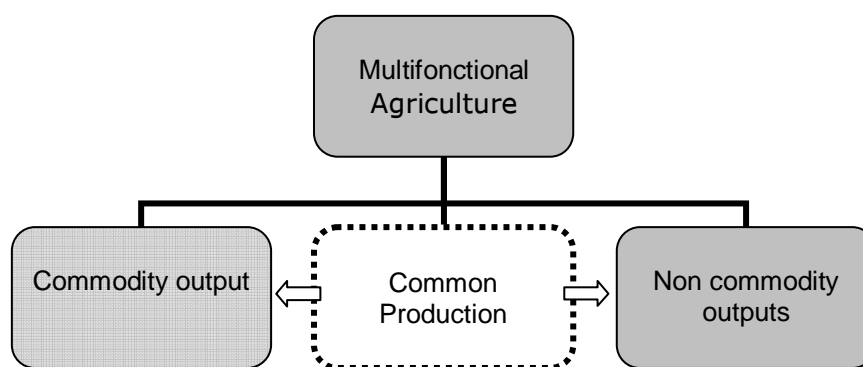 Multifonctional
Agriculture
Commodity output
Common
Production
Non commodity
outputs